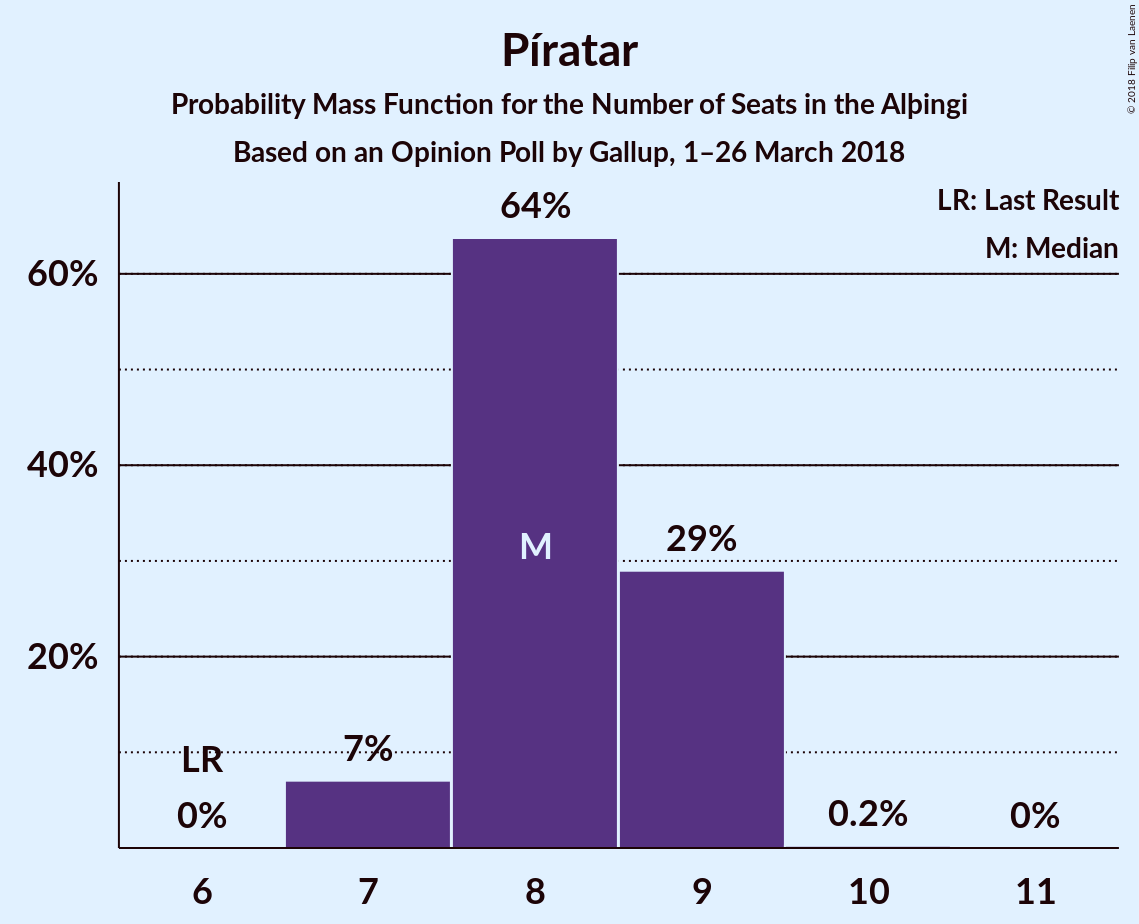 Píratar
Probability Mass Function for the Number of Seats in the Alþingi
Based on an Opinion Poll by Gallup, 1–26 March 2018
© 2018 Filip van Laenen
LR: Last Result
M: Median
64%
60%
40%
20%
M
29%
LR
7%
0%
0.2%
0%
6 7 8 9 10 11